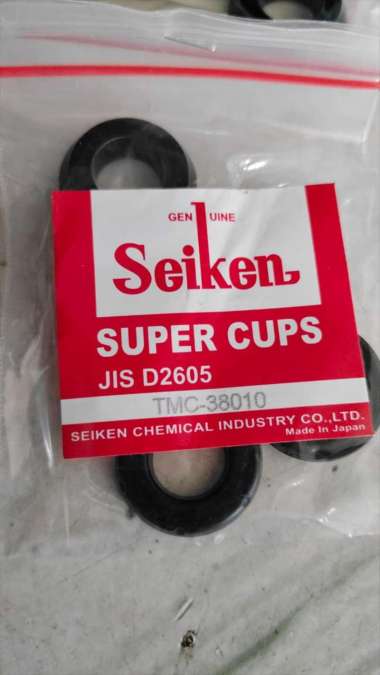 GENUINE
Seiken
SUPER CUPS
JIS D2605
TMC-38010
SEIKEN CHEMICAL INDUSTRY CO.,LTD.
Made In Japan